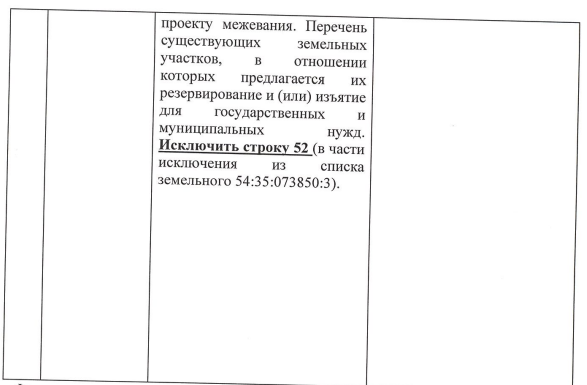 проекту межевания. Перечень
существующих земельных
участков, в отношении
которых предлагается их
резервирование и (или) изъятие
для государственных и
муниципальных нужд.
Исключить строку 52 (в части
исключения из списка
земельного 54:35:073850:3).